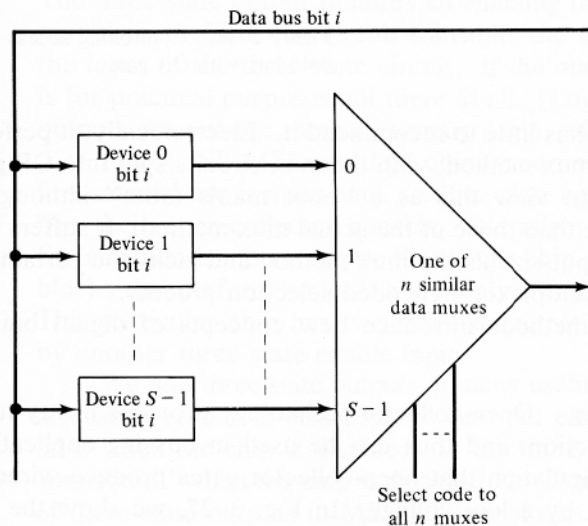 Data bus bit i
Device 0
bit i
0
Device 1
bit i
1
One of
n similar
data muxes
Device S−1
bit i
S−1
Select code to
all n muxes